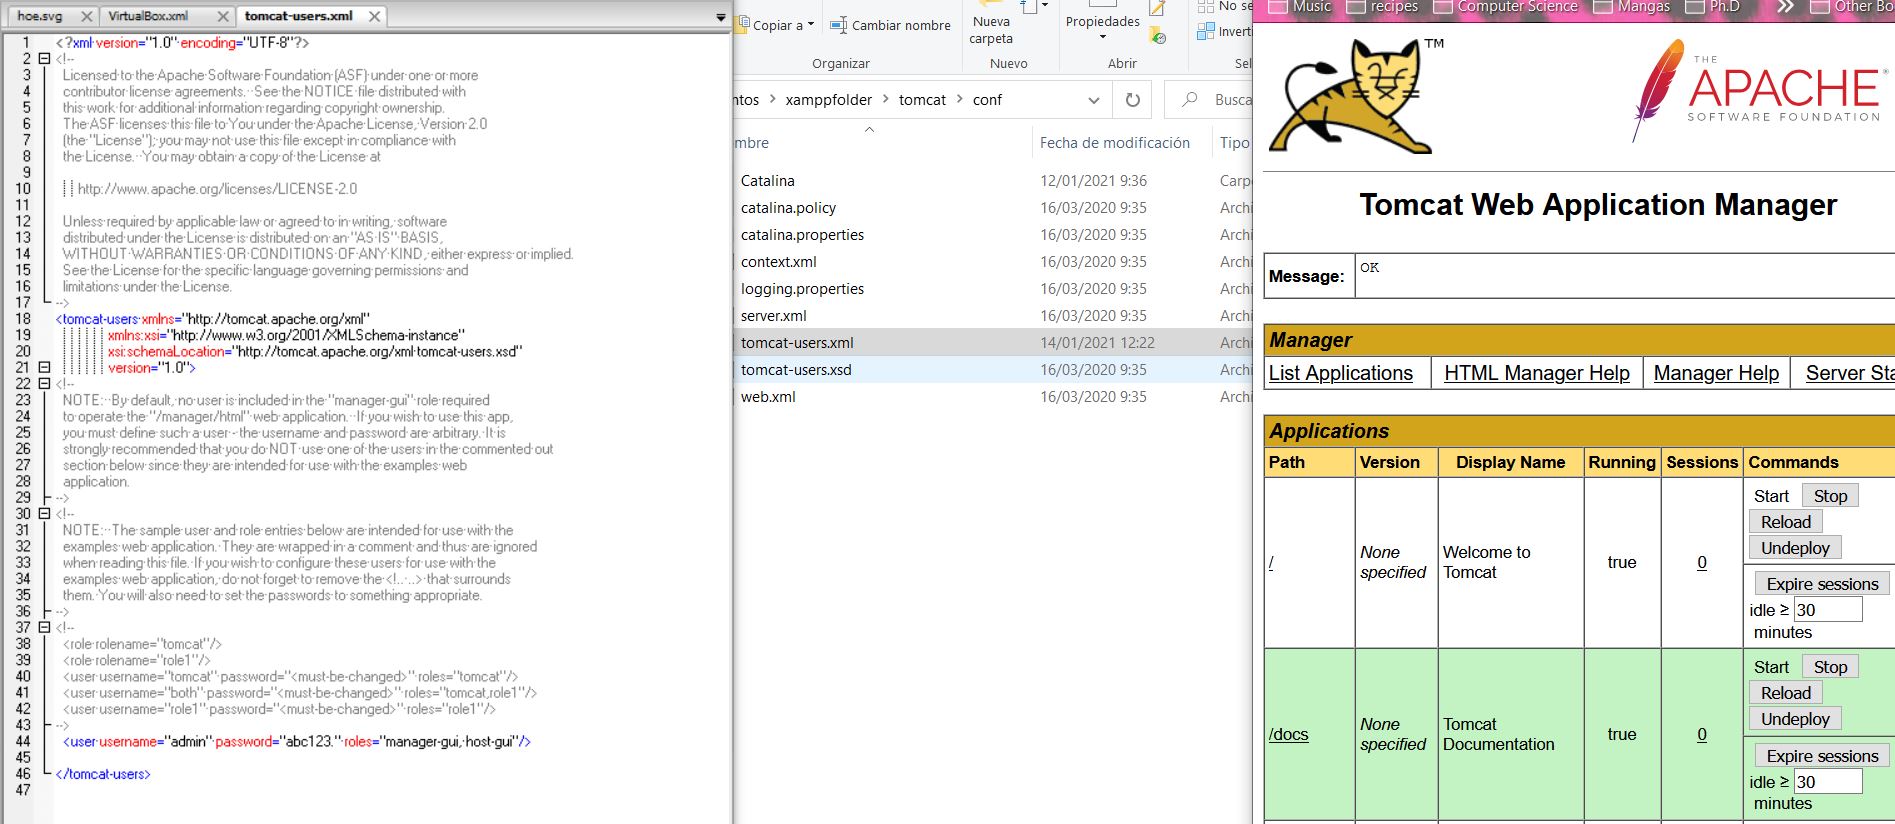 hoe.svg
VirtualBox.xml
tomcat-users.xml
1 <?xml version="1.0" encoding="UTF-8"?>
2 <!--
3 Licensed to the Apache Software Foundation (ASF) under one or more
4 contributor license agreements. See the NOTICE file distributed with
5 this work for additional information regarding copyright ownership.
6 The ASF licenses this file to You under the Apache License, Version 2.0
7 (the "License"); you may not use this file except in compliance with
8 the License. You may obtain a copy of the License at
9
10 http://www.apache.org/licenses/LICENSE-2.0
11
12 Unless required by applicable law or agreed to in writing, software
13 distributed under the License is distributed on an "AS IS" BASIS,
14 WITHOUT WARRANTIES OR CONDITIONS OF ANY KIND, either express or implied.
15 See the License for the specific language governing permissions and
16 limitations under the License.
17 -->
18 <tomcat-users xmlns="http://tomcat.apache.org/xml"
19 xmlns:xsi="http://www.w3.org/2001/XMLSchema-instance"
20 xsi:schemaLocation="http://tomcat.apache.org/xml tomcat-users.xsd"
21 version="1.0">
22 <!--
23 NOTE: By default, no user is included in the "manager-gui" role required
24 to operate the "/manager/html" web application. If you wish to use this app,
25 you must define such a user - the username and password are arbitrary. It is
26 strongly recommended that you do NOT use one of the users in the commented out
27 section below since they are intended for use with the examples web
28 application.
29 -->
30 <!--
31 NOTE: The sample user and role entries below are intended for use with the
32 examples web application. They are wrapped in a comment and thus are ignored
33 when reading this file. If you wish to configure these users for use with the
34 examples web application, do not forget to remove the <!.. ..> that surrounds
35 them. You will also need to set the passwords to something appropriate.
36 -->
37 <!--
38 <role rolename="tomcat"/>
39 <role rolename="role1"/>
40 <user username="tomcat" password="<must-be-changed>" roles="tomcat"/>
41 <user username="both" password="<must-be-changed>" roles="tomcat,role1"/>
42 <user username="role1" password="<must-be-changed>" roles="role1"/>
43 -->
44 <user username="admin" password="abc123." roles="manager-gui, host-gui"/>
45
46 </tomcat-users>
47
Copiar a
Cambiar nombre
Organizar
Nueva
carpeta
Nuevo
Propiedades
Abrir
No se
Inverti
Sel
ntos > xamppfolder > tomcat > conf
Busca
mbre Fecha de modificación Tipo
Catalina 12/01/2021 9:36 Carpe
catalina.policy 16/03/2020 9:35 Archi
catalina.properties 16/03/2020 9:35 Archi
context.xml 16/03/2020 9:35 Archi
logging.properties 16/03/2020 9:35 Archi
server.xml 16/03/2020 9:35 Archi
tomcat-users.xml 14/01/2021 12:22 Archi
tomcat-users.xsd 16/03/2020 9:35 Archi
web.xml 16/03/2020 9:35 Archi
Music recipes Computer Science Mangas Ph.D » Other Bo
TM
THE
APACHE®
SOFTWARE FOUNDATION
Tomcat Web Application Manager
Message: OK
Manager
List Applications HTML Manager Help Manager Help Server Sta
Applications
Path Version Display Name Running Sessions Commands
/ None specified Welcome to Tomcat true 0
Start Stop
Reload
Undeploy
Expire sessions
idle ≥ 30
minutes
/docs None specified Tomcat Documentation true 0
Start Stop
Reload
Undeploy
Expire sessions
idle ≥ 30
minutes